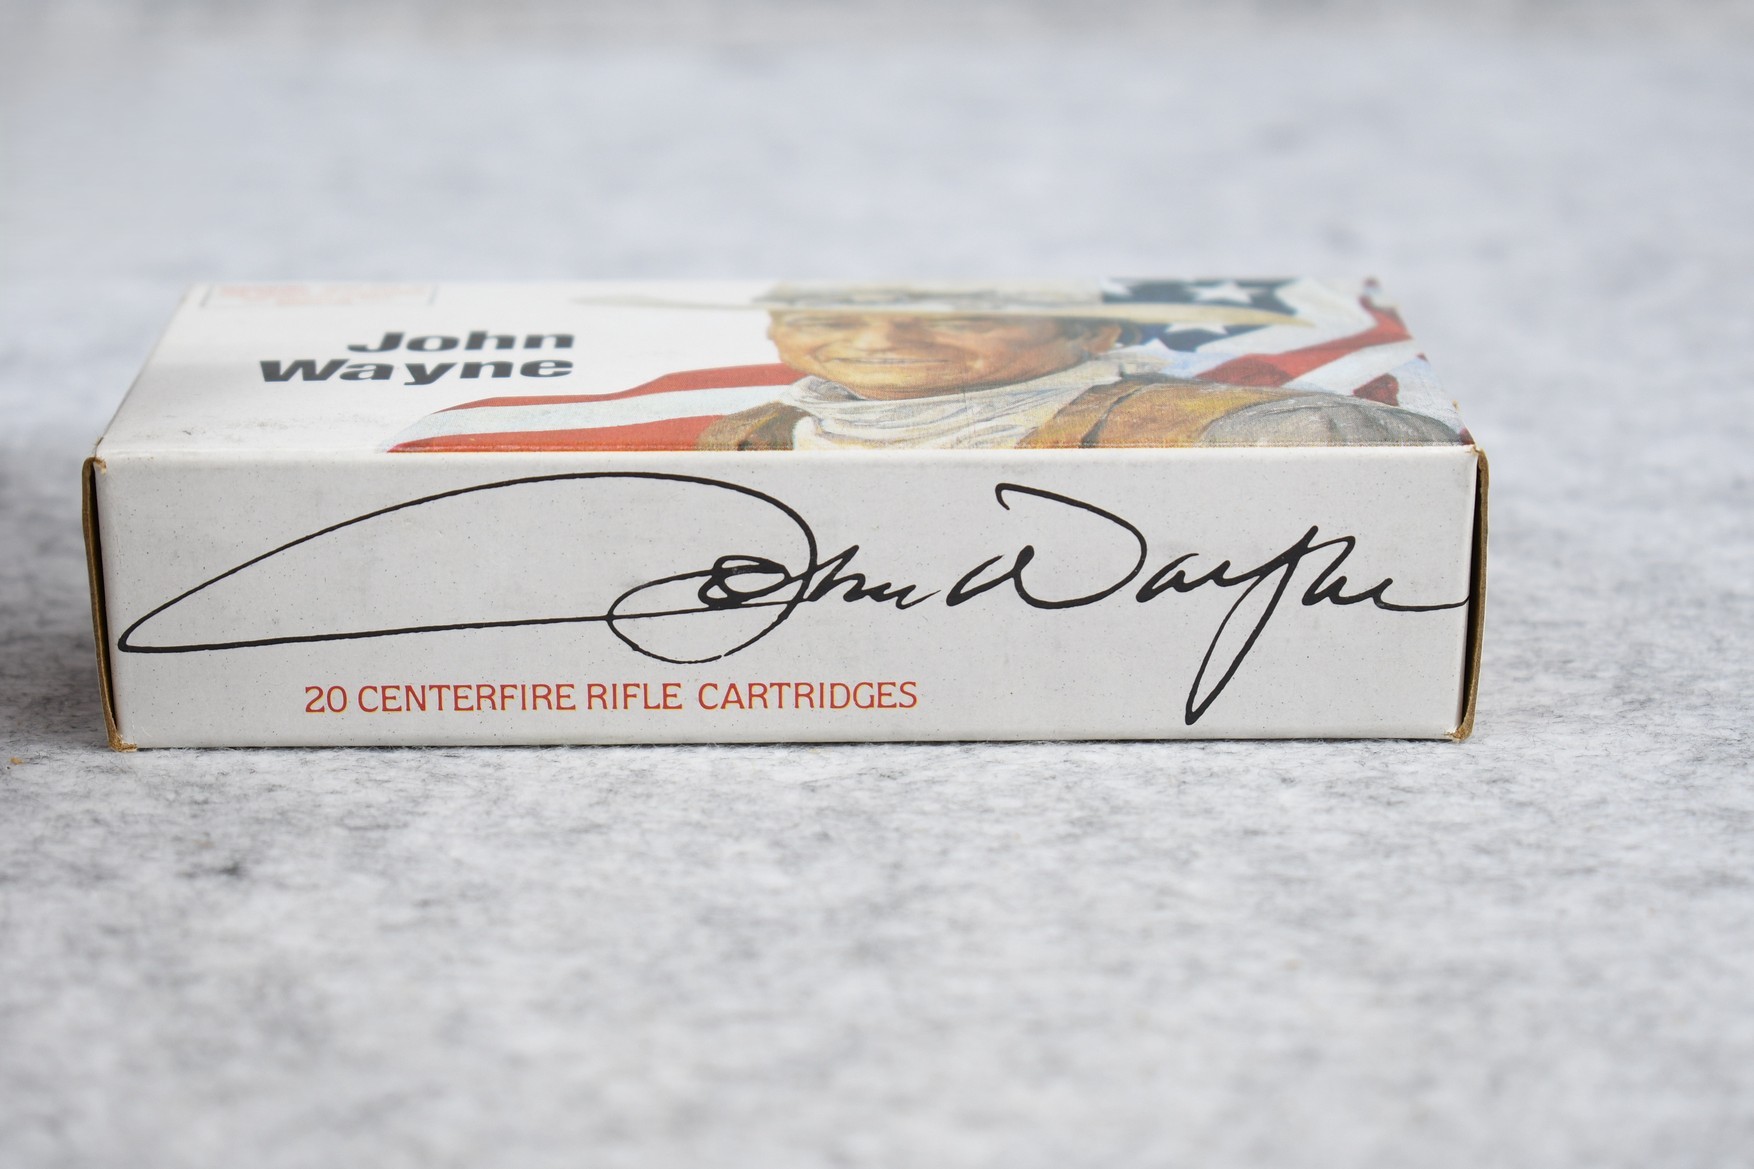 John
Wayne
John Wayne
20 CENTERFIRE RIFLE CARTRIDGES